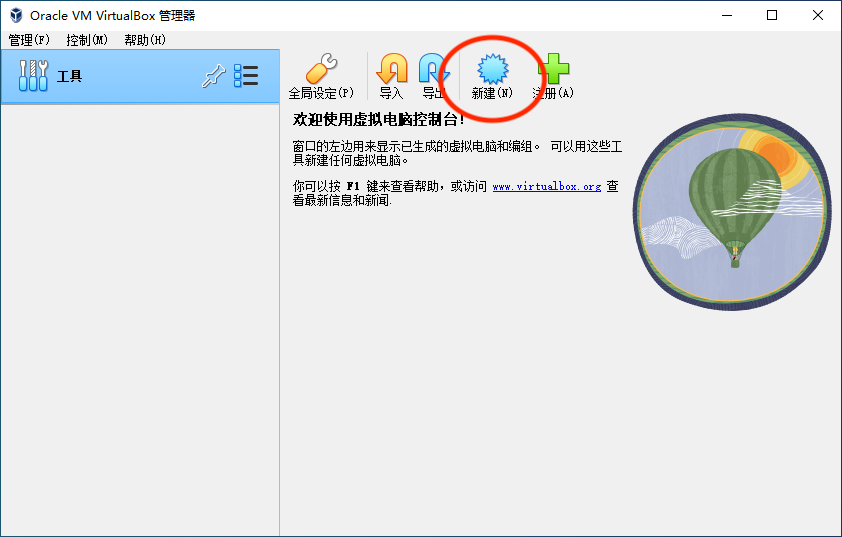 Oracle VM VirtualBox 管理器
管理(F) 控制(M) 帮助(H)
工具
全局设定(P) 导入 导出 新建(N) 注册(A)
欢迎使用虚拟电脑控制台!
窗口的左边用来显示已生成的虚拟电脑和编组。 可以用这些工
具新建任何虚拟电脑。
你可以按 F1 键来查看帮助，或访问 www.virtualbox.org 查
看最新信息和新闻.